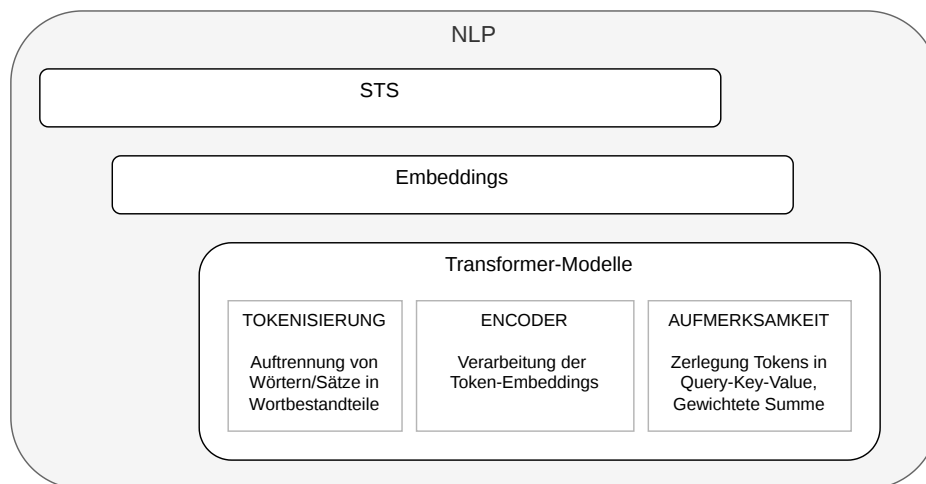 NLP
STS
Embeddings
Transformer-Modelle
TOKENISIERUNG
Auftrennung von
Wörtern/Sätze in
Wortbestandteile
ENCODER
Verarbeitung der
Token-Embeddings
AUFMERKSAMKEIT
Zerlegung Tokens in
Query-Key-Value,
Gewichtete Summe